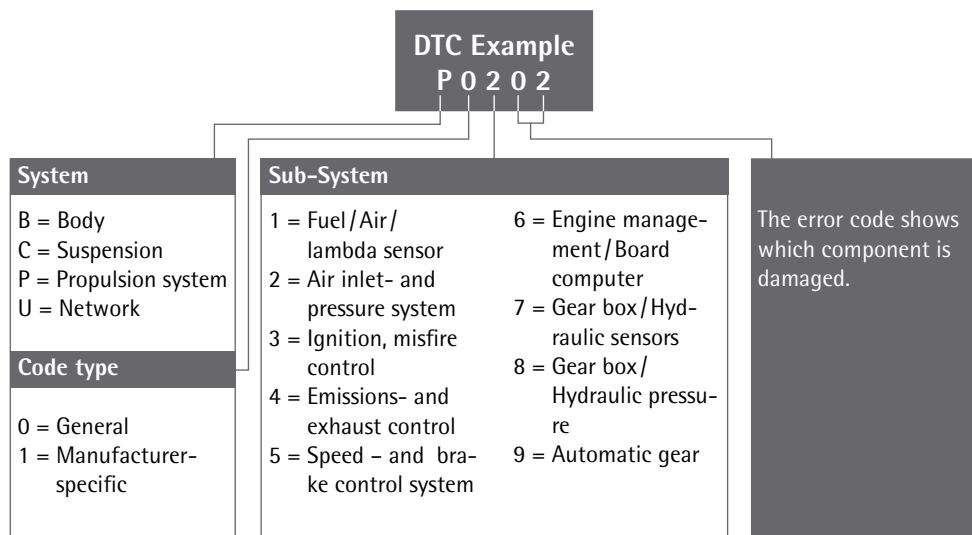 DTC Example
P 0 2 0 2
System
B = Body
C = Suspension
P = Propulsion system
U = Network
Code type
0 = General
1 = Manufacturer-
specific
Sub-System
1 = Fuel/Air/
lambda sensor
2 = Air inlet- and
pressure system
3 = Ignition, misfire
control
4 = Emissions- and
exhaust control
5 = Speed – and bra-
ke control system
6 = Engine manage-
ment/Board
computer
7 = Gear box/Hyd-
raulic sensors
8 = Gear box/
Hydraulic pressu-
re
9 = Automatic gear
The error code shows
which component is
damaged.